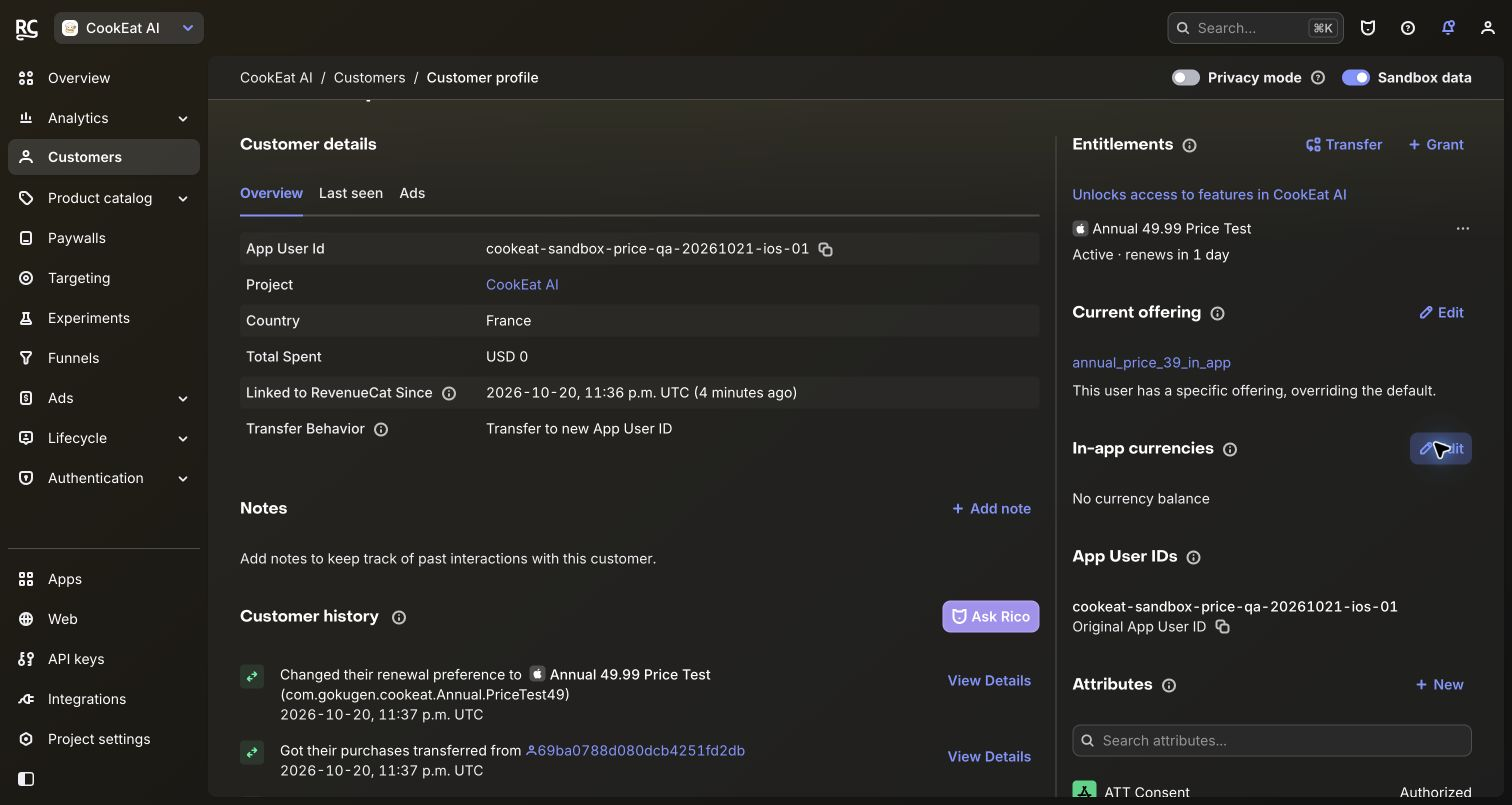 RC
CookEat AI
Search...
⌘K
Overview
Analytics
Customers
Product catalog
Paywalls
Targeting
Experiments
Funnels
Ads
Lifecycle
Authentication
Apps
Web
API keys
Integrations
Project settings
CookEat AI / Customers / Customer profile
Privacy mode
Sandbox data
Customer details
Overview Last seen Ads
App User Id cookeat-sandbox-price-qa-20261021-ios-01
Project CookEat AI
Country France
Total Spent USD 0
Linked to RevenueCat Since 2026-10-20, 11:36 p.m. UTC (4 minutes ago)
Transfer Behavior Transfer to new App User ID
Notes
+ Add note
Add notes to keep track of past interactions with this customer.
Customer history
Ask Rico
Changed their renewal preference to Annual 49.99 Price Test
(com.gokugen.cookeat.Annual.PriceTest49)
2026-10-20, 11:37 p.m. UTC
View Details
Got their purchases transferred from 69ba0788d080dcb4251fd2db
2026-10-20, 11:37 p.m. UTC
View Details
Entitlements
Transfer
+ Grant
Unlocks access to features in CookEat AI
Annual 49.99 Price Test
Active · renews in 1 day
Current offering
Edit
annual_price_39_in_app
This user has a specific offering, overriding the default.
In-app currencies
No currency balance
App User IDs
cookeat-sandbox-price-qa-20261021-ios-01
Original App User ID
Attributes
+ New
Search attributes...
ATT Consent Authorized